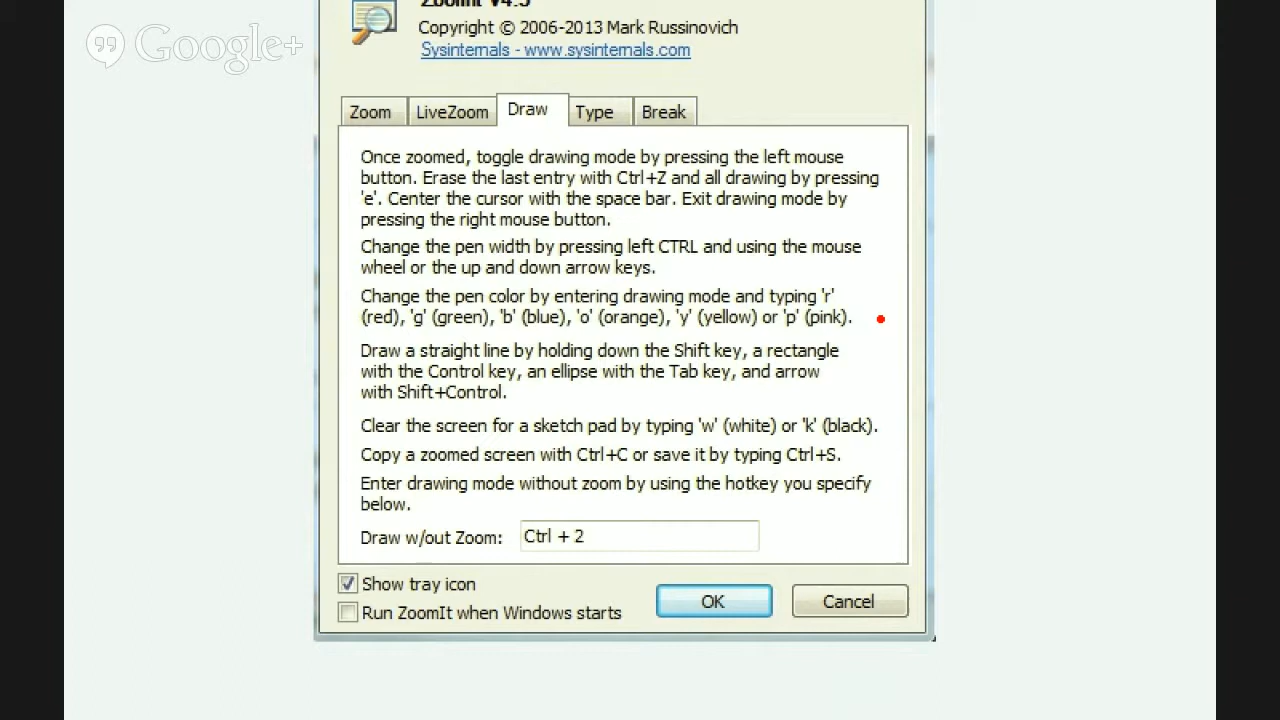 Google+
ZoomIt v4.5
Copyright © 2006-2013 Mark Russinovich
Sysinternals - www.sysinternals.com
Zoom LiveZoom Draw Type Break
Once zoomed, toggle drawing mode by pressing the left mouse
button. Erase the last entry with Ctrl+Z and all drawing by pressing
'e'. Center the cursor with the space bar. Exit drawing mode by
pressing the right mouse button.
Change the pen width by pressing left CTRL and using the mouse
wheel or the up and down arrow keys.
Change the pen color by entering drawing mode and typing 'r'
(red), 'g' (green), 'b' (blue), 'o' (orange), 'y' (yellow) or 'p' (pink).
Draw a straight line by holding down the Shift key, a rectangle
with the Control key, an ellipse with the Tab key, and arrow
with Shift+Control.
Clear the screen for a sketch pad by typing 'w' (white) or 'k' (black).
Copy a zoomed screen with Ctrl+C or save it by typing Ctrl+S.
Enter drawing mode without zoom by using the hotkey you specify
below.
Draw w/out Zoom: Ctrl + 2
Show tray icon
Run ZoomIt when Windows starts
OK Cancel